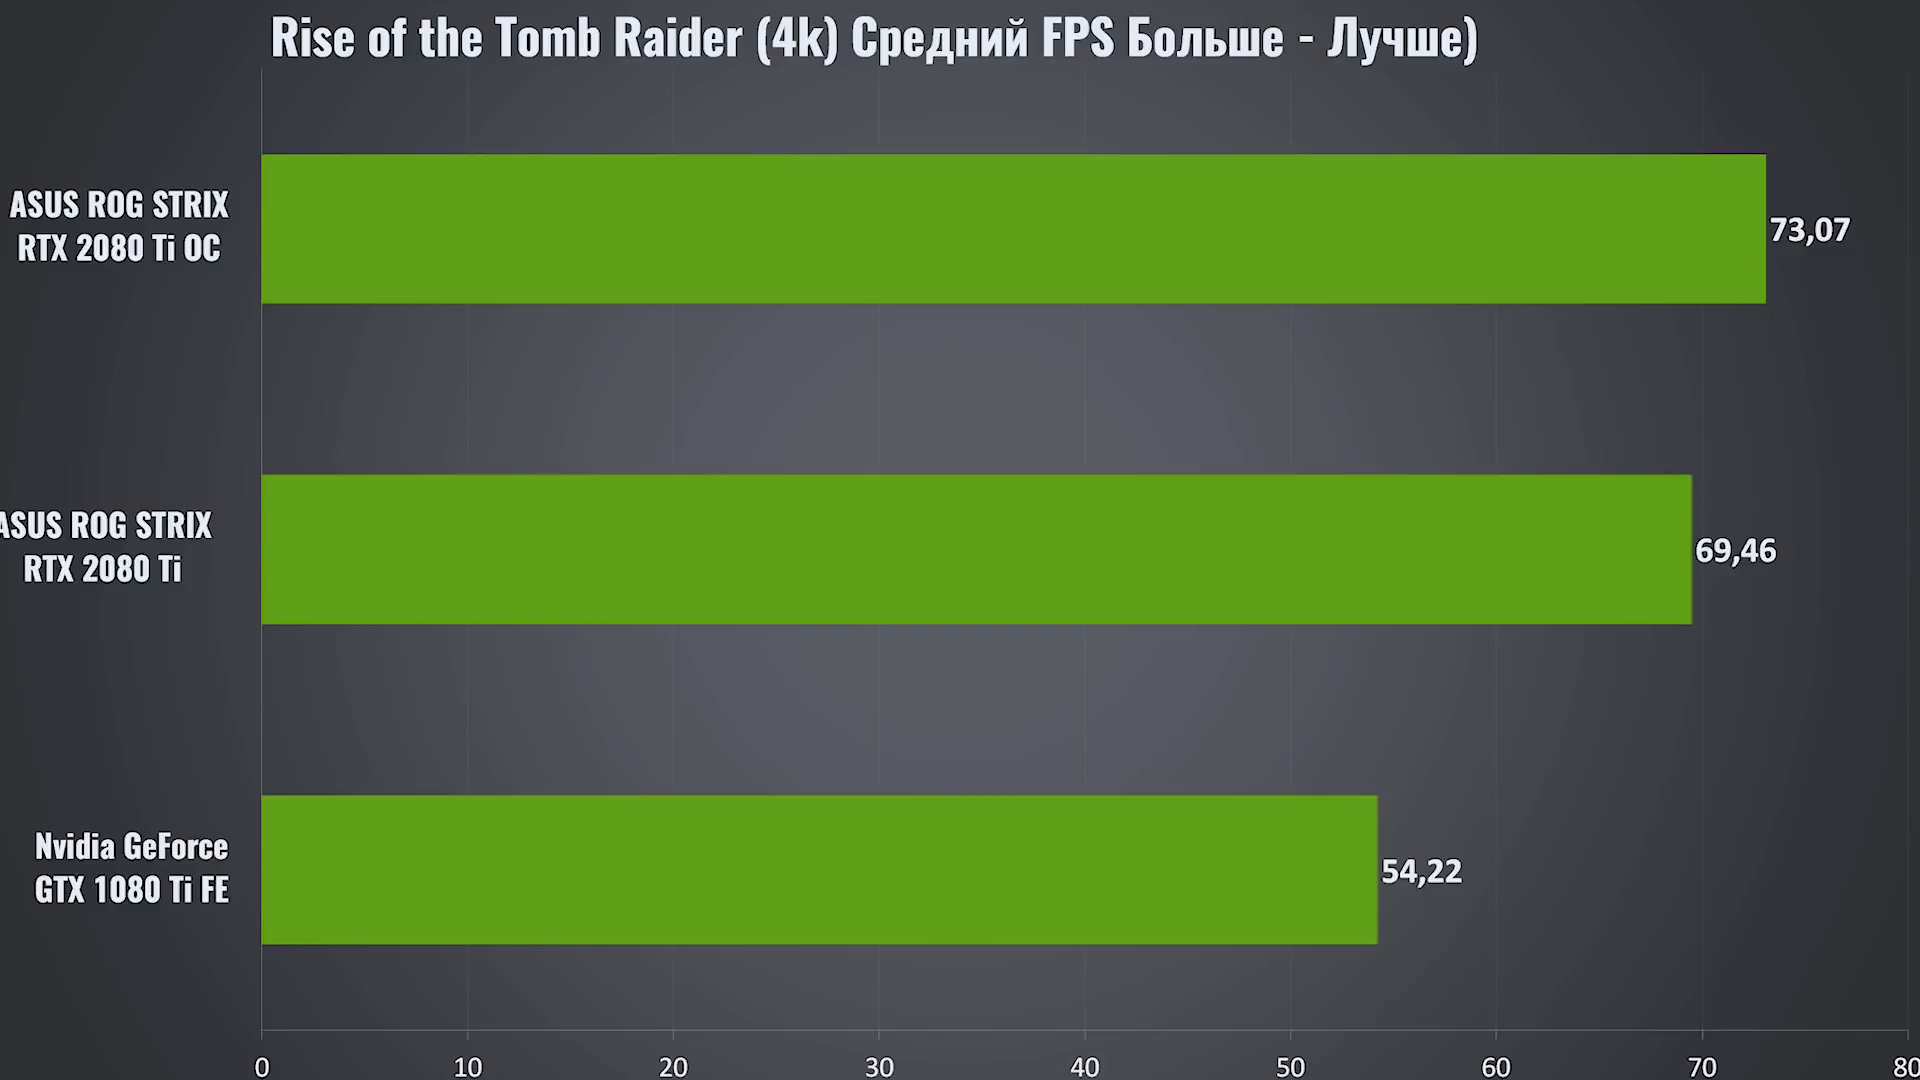 Rise of the Tomb Raider (4k) Средний FPS Больше - Лучше)
ASUS ROG STRIX
RTX 2080 Ti OC
73,07
ASUS ROG STRIX
RTX 2080 Ti
69,46
Nvidia GeForce
GTX 1080 Ti FE
54,22
0 10 20 30 40 50 60 70 80